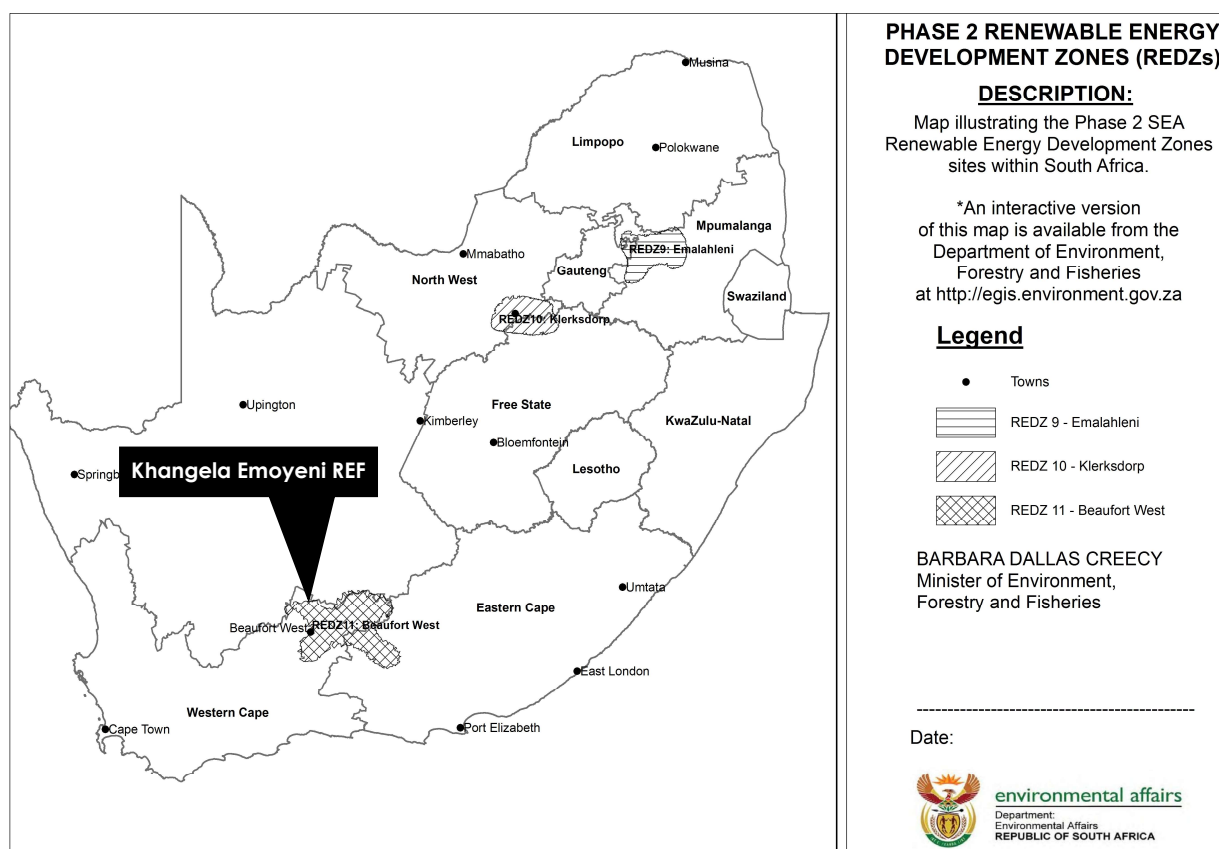 Musina
Limpopo
Polokwane
Mpumalanga
REDZ9: Emalahleni
Mmabatho
Gauteng
North West
Swaziland
REDZ10: Klerksdorp
Upington
Free State
Kimberley
KwaZulu-Natal
Bloemfontein
Lesotho
Khangela Emoyeni REF
Springb
Umtata
Eastern Cape
Beaufort West
REDZ11: Beaufort West
East London
Western Cape
Cape Town
Port Elizabeth
PHASE 2 RENEWABLE ENERGY
DEVELOPMENT ZONES (REDZs)
DESCRIPTION:
Map illustrating the Phase 2 SEA
Renewable Energy Development Zones
sites within South Africa.
*An interactive version
of this map is available from the
Department of Environment,
Forestry and Fisheries
at http://egis.environment.gov.za
Legend
Towns
REDZ 9 - Emalahleni
REDZ 10 - Klerksdorp
REDZ 11 - Beaufort West
BARBARA DALLAS CREECY
Minister of Environment,
Forestry and Fisheries
Date:
environmental affairs
Department:
Environmental Affairs
REPUBLIC OF SOUTH AFRICA